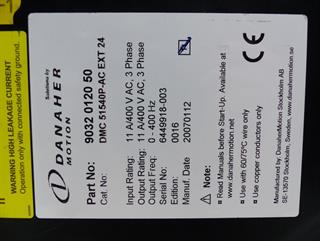 WARNING HIGH LEAKAGE CURRENT
Operation only with connected safety ground.
Solutions by
DANAHER
MOTION
Part No: 9032 0120 50
Cat. No: DMC 51540P-AC EXT 24
Input Rating: 11 A/400 V AC, 3 Phase
Output Rating: 11 A/400 V AC, 3 Phase
Output Freq: 0 - 400 Hz
Serial No: 6449918-003
Edition: 0016
Manuf. Date: 20070112
Note:
• Read Manuals before Start-Up. Available at
www.danahermotion.net
• Use with 60/75°C wire only
• Use copper conductors only
CE
Manufactured by: DanaherMotion Stockholm AB
SE-13570 Stockholm, Sweden, www.danahermotion.se